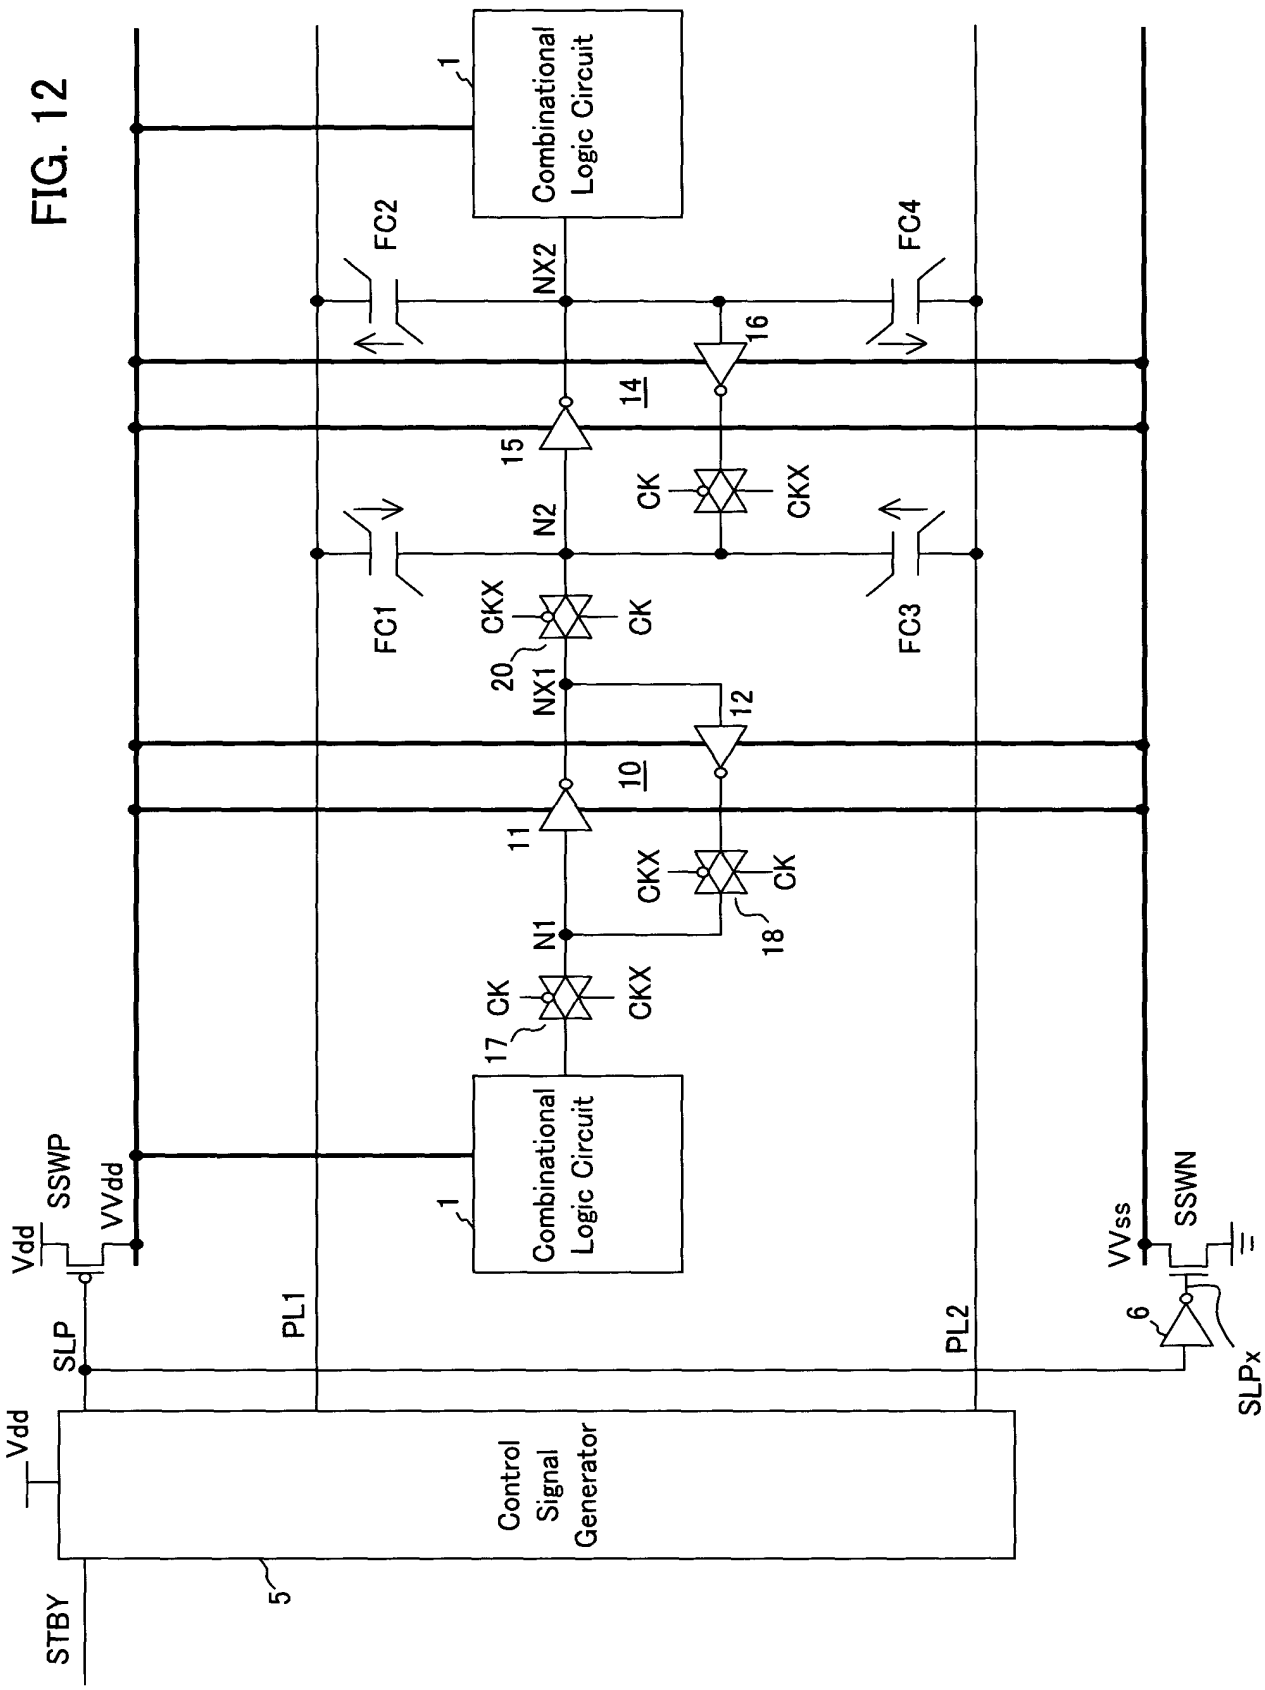 FIG. 12
STBY
Vdd
5
Control
Signal
Generator
SLP
Vdd
SSWP
VVdd
PL1
PL2
6
SLPx
VVss
SSWN
1
Combinational
Logic Circuit
17
CK
CKX
N1
11
10
CKX
CK
18
12
NX1
20
CKX
CK
N2
FC1
FC3
15
14
CK
CKX
16
NX2
FC2
FC4
1
Combinational
Logic Circuit